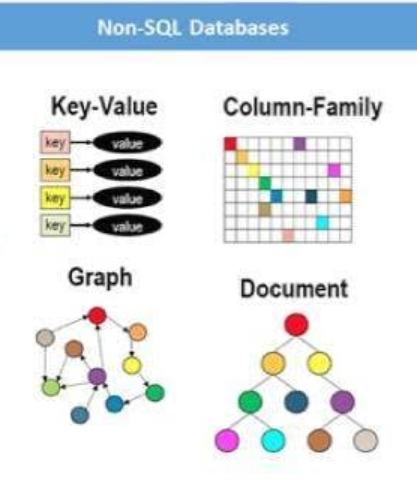 Non-SQL Databases
Key-Value
Column-Family
key value
key value
key value
key value
Graph
Document